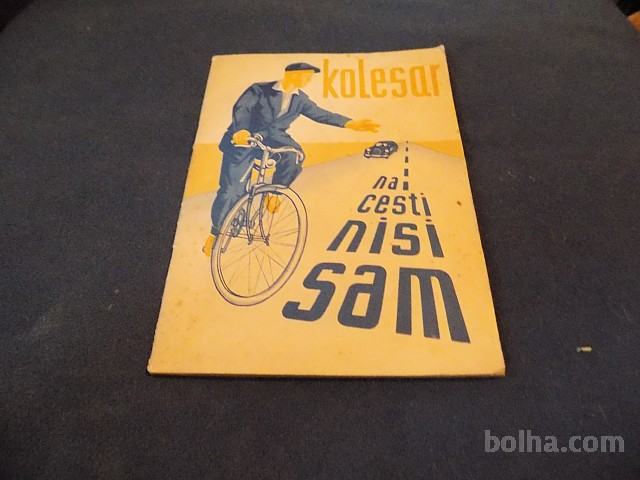 kolesar
na
cesti
nisi
sam
bolha.com